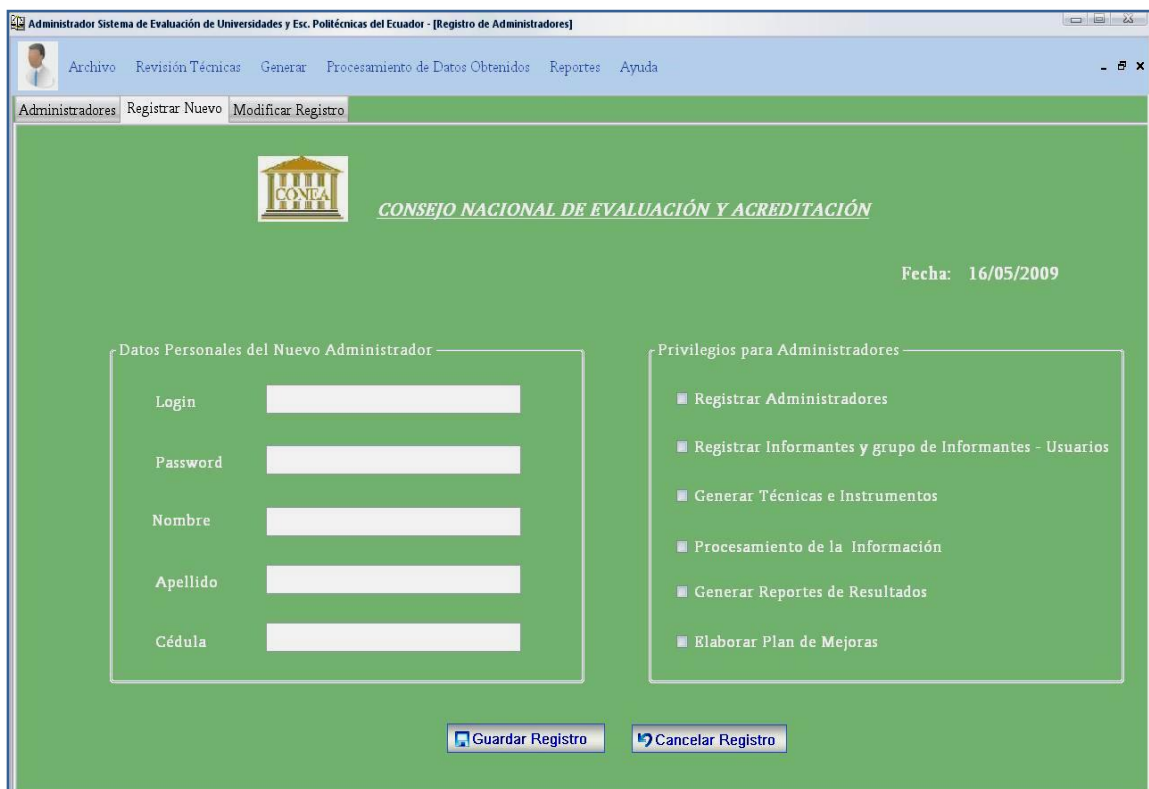 Administrador Sistema de Evaluación de Universidades y Esc. Politécnicas del Ecuador - [Registro de Administradores]
Archivo Revisión Técnicas Generar Procesamiento de Datos Obtenidos Reportes Ayuda
Administradores Registrar Nuevo Modificar Registro
CONEA
CONSEJO NACIONAL DE EVALUACIÓN Y ACREDITACIÓN
Fecha: 16/05/2009
Datos Personales del Nuevo Administrador
Login
Password
Nombre
Apellido
Cédula
Privilegios para Administradores
Registrar Administradores
Registrar Informantes y grupo de Informantes - Usuarios
Generar Técnicas e Instrumentos
Procesamiento de la Información
Generar Reportes de Resultados
Elaborar Plan de Mejoras
Guardar Registro Cancelar Registro